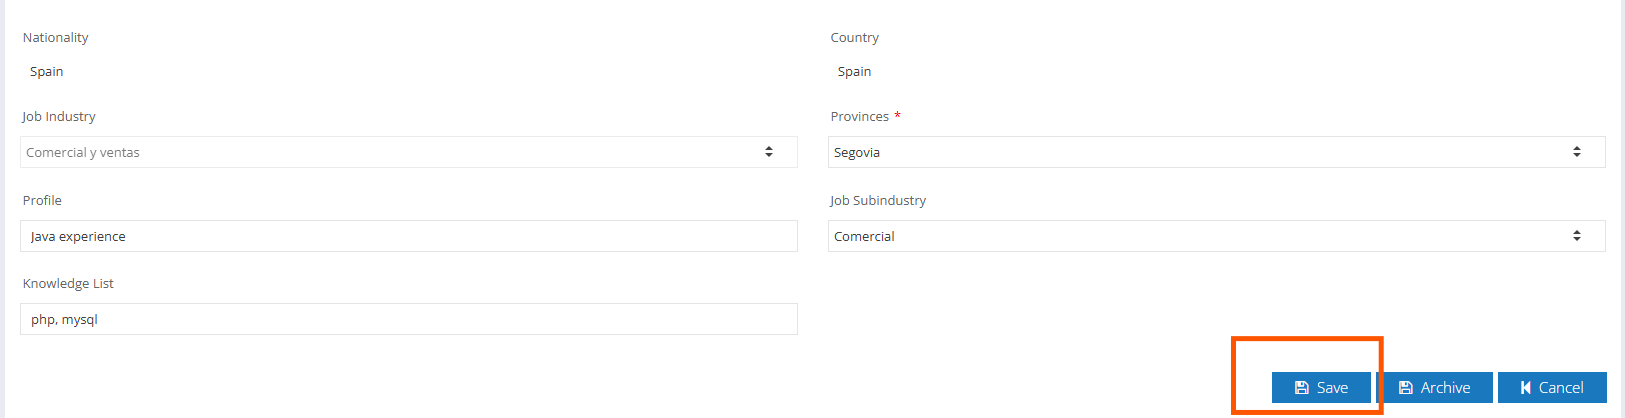 Nationality
Country
Spain
Spain
Job Industry
Provinces *
Comercial y ventas
Segovia
Profile
Job Subindustry
Java experience
Comercial
Knowledge List
php, mysql
Save
Archive
Cancel